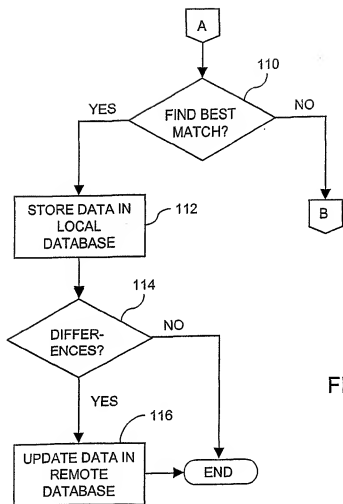 A
110
YES
FIND BEST
MATCH?
NO
B
STORE DATA IN
LOCAL
DATABASE
112
114
DIFFER-
ENCES?
NO
YES
116
UPDATE DATA IN
REMOTE
DATABASE
END